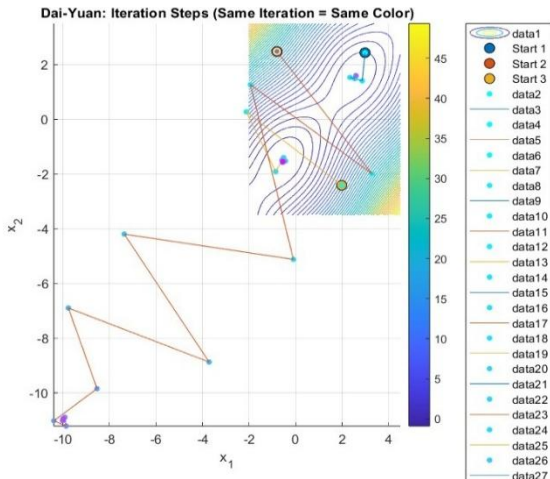 Dai-Yuan: Iteration Steps (Same Iteration = Same Color)
2
0
-2
-4
-6
-8
-10
x2
-10
-8
-6
-4
-2
0
2
4
x1
45
40
35
30
25
20
15
10
5
0
data1
Start 1
Start 2
Start 3
data2
data3
data4
data5
data6
data7
data8
data9
data10
data11
data12
data13
data14
data15
data16
data17
data18
data19
data20
data21
data22
data23
data24
data25
data26
data27